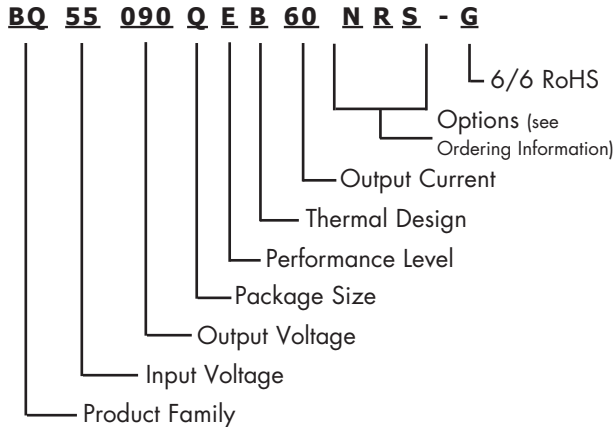 BQ 55 090 Q E B 60 N R S - G
6/6 RoHS
Options (see
Ordering Information)
Output Current
Thermal Design
Performance Level
Package Size
Output Voltage
Input Voltage
Product Family